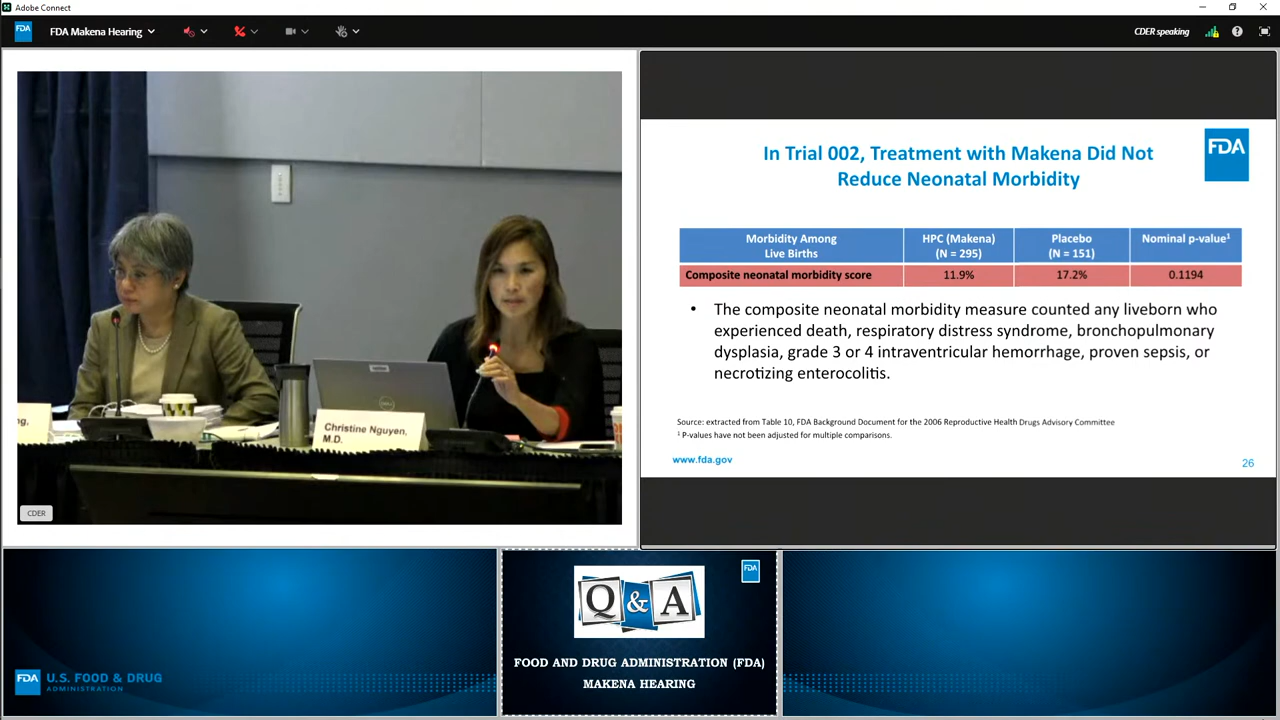 Adobe Connect
FDA
FDA Makena Hearing
CDER speaking
In Trial 002, Treatment with Makena Did Not
Reduce Neonatal Morbidity
FDA
Morbidity Among
Live Births
HPC (Makena)
(N = 295)
Placebo
(N = 151)
Nominal p-value¹
Composite neonatal morbidity score
11.9%
17.2%
0.1194
• The composite neonatal morbidity measure counted any liveborn who
experienced death, respiratory distress syndrome, bronchopulmonary
dysplasia, grade 3 or 4 intraventricular hemorrhage, proven sepsis, or
necrotizing enterocolitis.
Source: extracted from Table 10, FDA Background Document for the 2006 Reproductive Health Drugs Advisory Committee
¹ P-values have not been adjusted for multiple comparisons.
www.fda.gov
26
Christine Nguyen,
M.D.
CDER
Q & A
FDA
FOOD AND DRUG ADMINISTRATION (FDA)
MAKENA HEARING
FDA
U.S. FOOD & DRUG
ADMINISTRATION